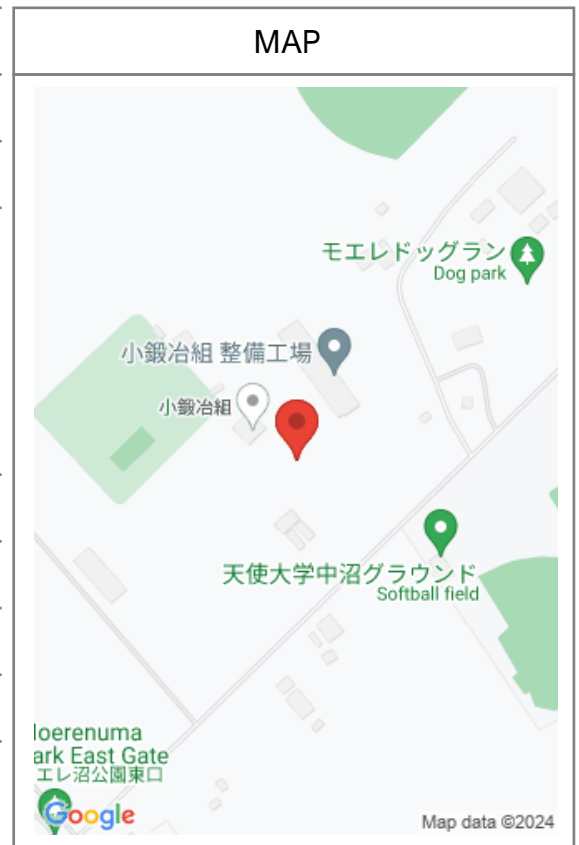 MAP
モエレドッグラン
Dog park
小鍛冶組 整備工場
小鍛冶組
天使大学中沼グラウンド
Softball field
loerenuma
ark East Gate
エレ沼公園東口
Google
Map data ©2024